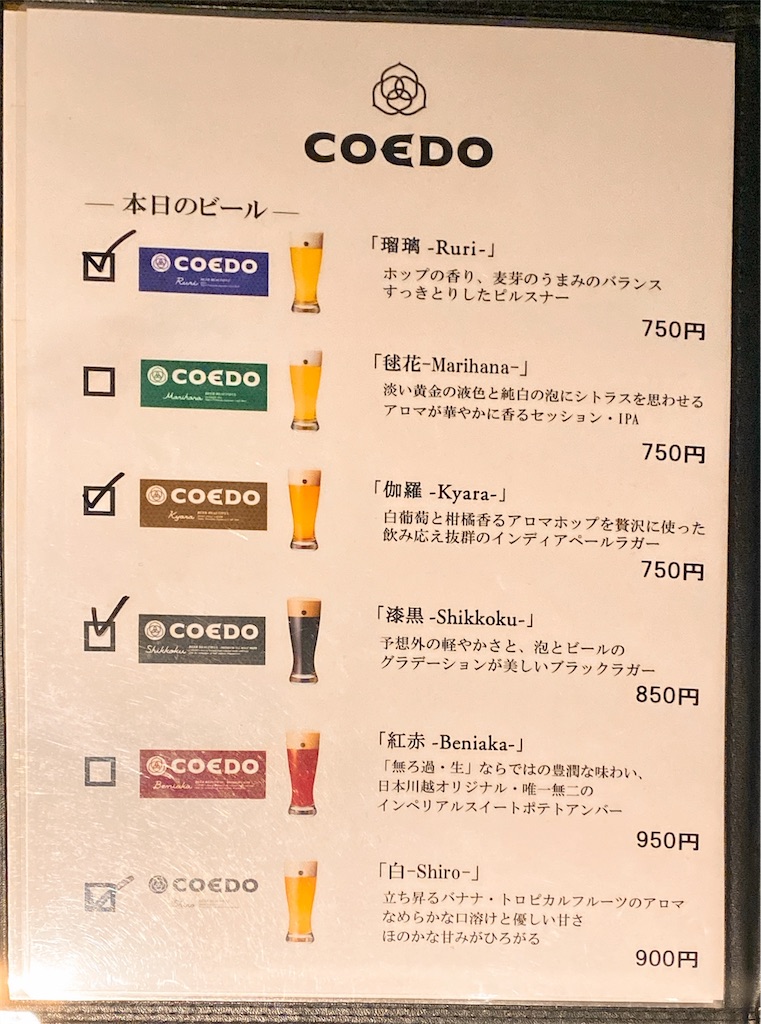 COEDO
— 本日のビール —
COEDO
Ruri
「瑠璃 -Ruri-」
ホップの香り、麦芽のうまみのバランス
すっきとりしたピルスナー
750円
COEDO
Marihana
「毬花-Marihana-」
淡い黄金の液色と純白の泡にシトラスを思わせる
アロマが華やかに香るセッション・IPA
750円
COEDO
Kyara
「伽羅 -Kyara-」
白葡萄と柑橘香るアロマホップを贅沢に使った
飲み応え抜群のインディアペールラガー
750円
COEDO
Shikkoku
「漆黒 -Shikkoku-」
予想外の軽やかさと、泡とビールの
グラデーションが美しいブラックラガー
850円
COEDO
Beniaka
「紅赤 -Beniaka-」
「無ろ過・生」ならではの豊潤な味わい、
日本川越オリジナル・唯一無二の
インペリアルスイートポテトアンバー
950円
COEDO
Shiro
「白-Shiro-」
立ち昇るバナナ・トロピカルフルーツのアロマ
なめらかな口溶けと優しい甘さ
ほのかな甘みがひろがる
900円